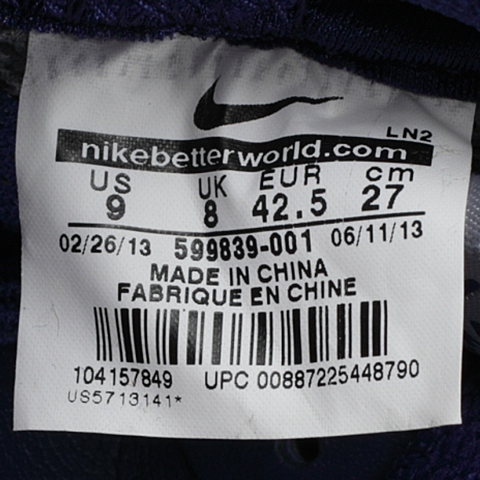 LN2
nikebetterworld.com
US UK EUR cm
9 8 42.5 27
02/26/13 599839-001 06/11/13
MADE IN CHINA
FABRIQUE EN CHINE
104157849 UPC 00887225448790
US5713141*